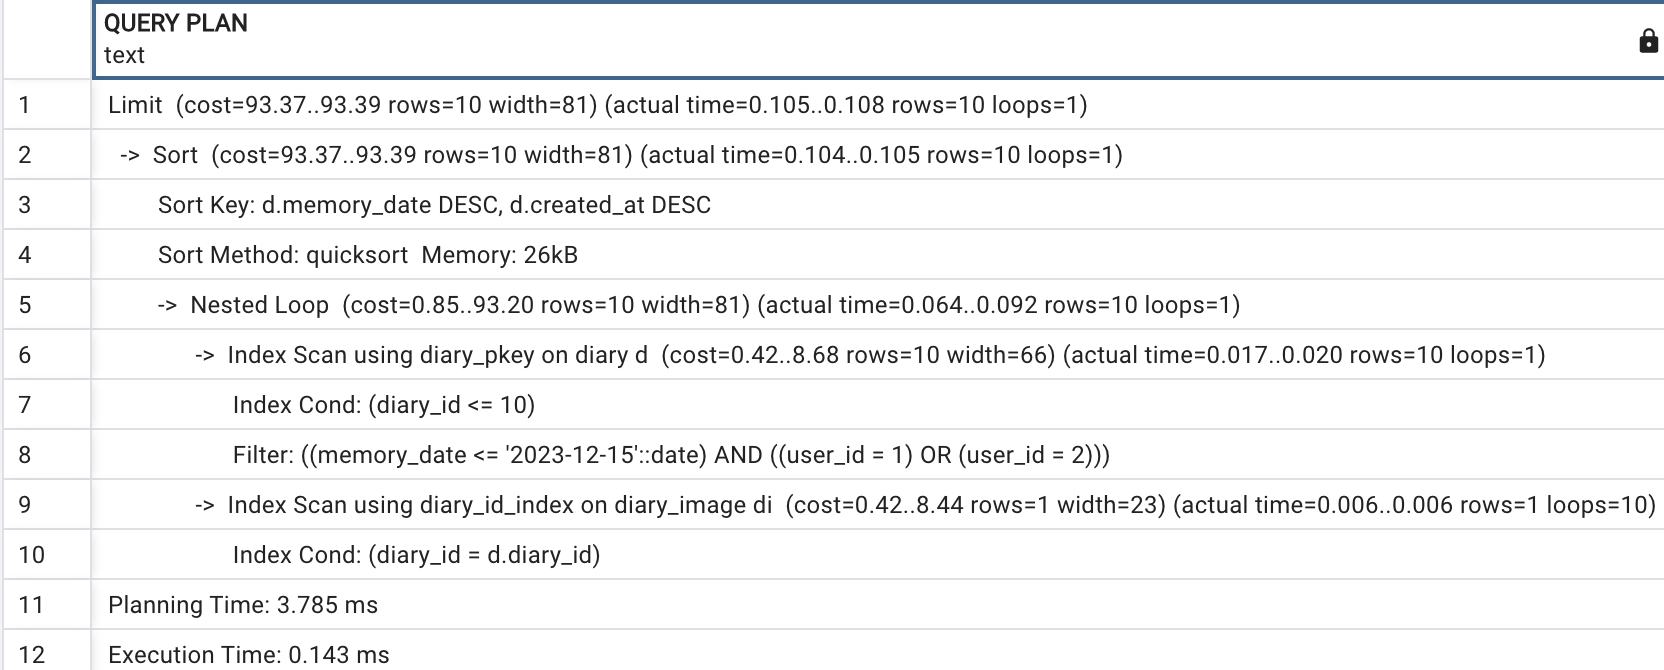 QUERY PLAN
text
1 Limit (cost=93.37..93.39 rows=10 width=81) (actual time=0.105..0.108 rows=10 loops=1)
2 -> Sort (cost=93.37..93.39 rows=10 width=81) (actual time=0.104..0.105 rows=10 loops=1)
3 Sort Key: d.memory_date DESC, d.created_at DESC
4 Sort Method: quicksort Memory: 26kB
5 -> Nested Loop (cost=0.85..93.20 rows=10 width=81) (actual time=0.064..0.092 rows=10 loops=1)
6 -> Index Scan using diary_pkey on diary d (cost=0.42..8.68 rows=10 width=66) (actual time=0.017..0.020 rows=10 loops=1)
7 Index Cond: (diary_id <= 10)
8 Filter: ((memory_date <= '2023-12-15'::date) AND ((user_id = 1) OR (user_id = 2)))
9 -> Index Scan using diary_id_index on diary_image di (cost=0.42..8.44 rows=1 width=23) (actual time=0.006..0.006 rows=1 loops=10)
10 Index Cond: (diary_id = d.diary_id)
11 Planning Time: 3.785 ms
12 Execution Time: 0.143 ms